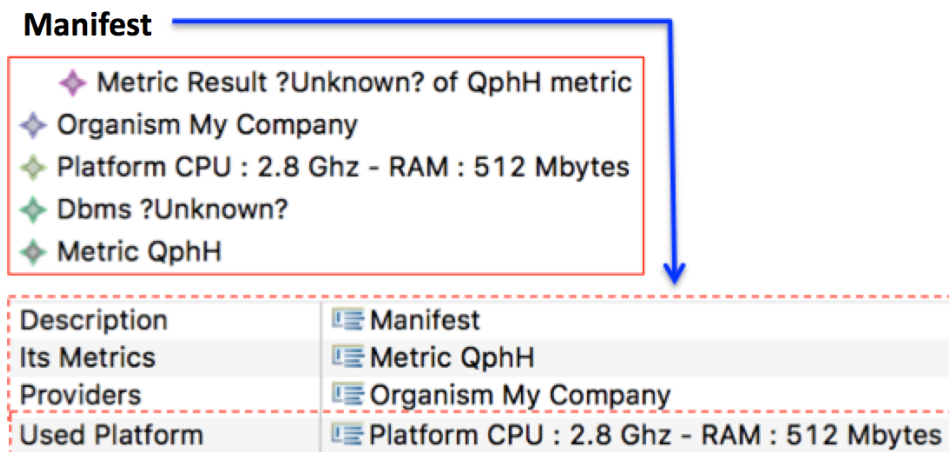 Manifest
Metric Result ?Unknown? of QphH metric
Organism My Company
Platform CPU : 2.8 Ghz - RAM : 512 Mbytes
Dbms ?Unknown?
Metric QphH
Description Manifest
Its Metrics Metric QphH
Providers Organism My Company
Used Platform Platform CPU : 2.8 Ghz - RAM : 512 Mbytes